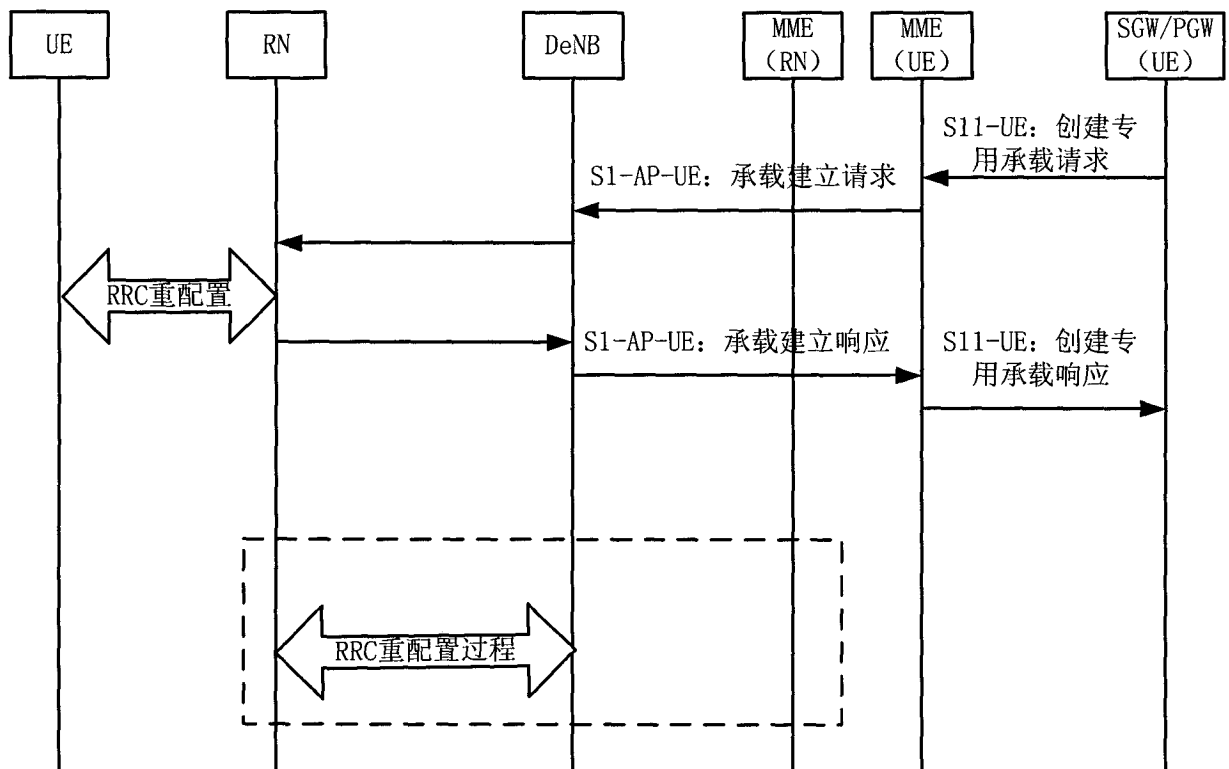 UE
RN
DeNB
MME
（RN）
MME
（UE）
SGW/PGW
（UE）
S11-UE：创建专
用承载请求
S1-AP-UE：承载建立请求
RRC重配置
S1-AP-UE：承载建立响应
S11-UE：创建专
用承载响应
RRC重配置过程